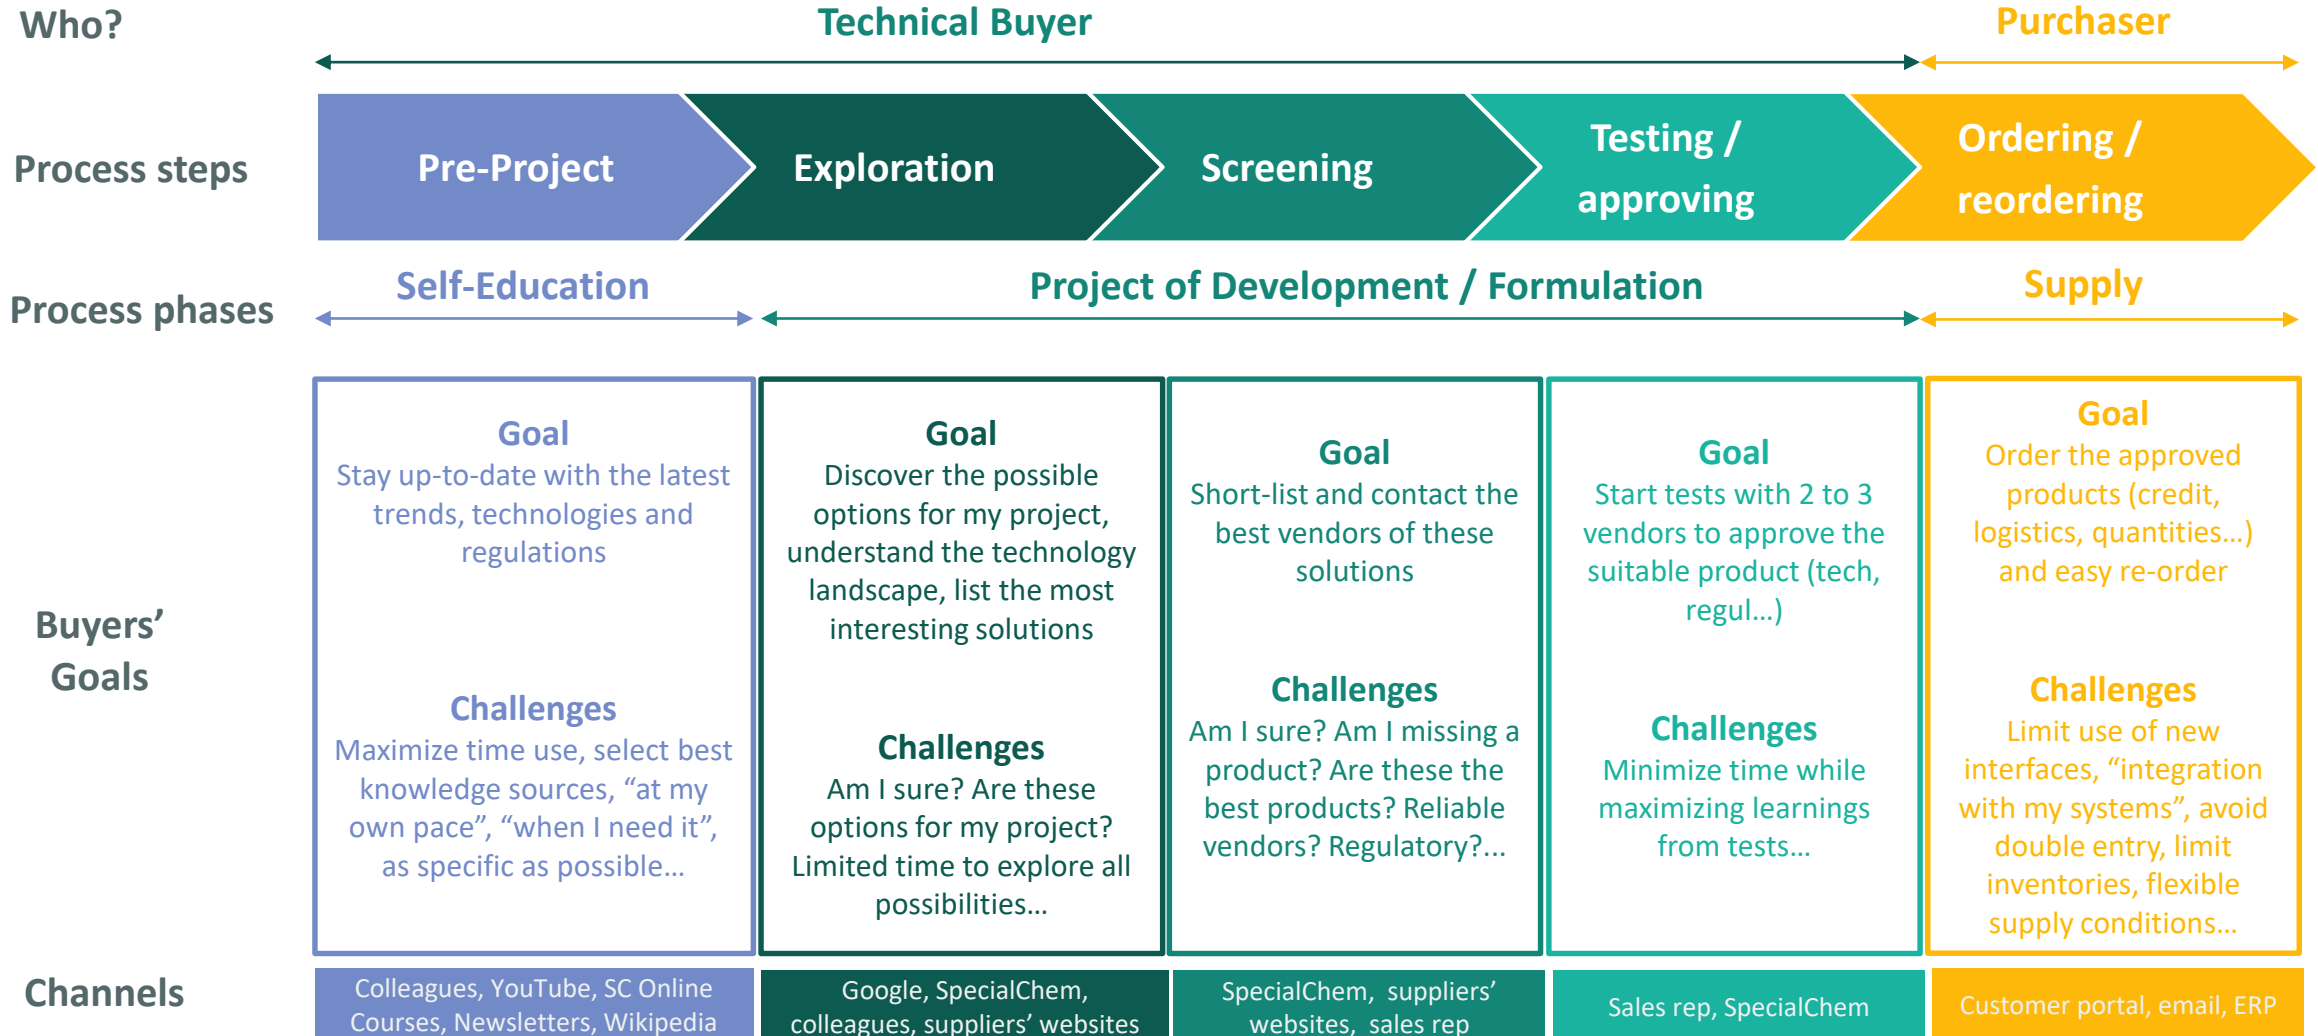 Who?
Technical Buyer
Purchaser
Process steps
Pre-Project
Exploration
Screening
Testing /
approving
Ordering /
reordering
Process phases
Self-Education
Project of Development / Formulation
Supply
Buyers’
Goals
Goal
Stay up-to-date with the latest
trends, technologies and
regulations
Challenges
Maximize time use, select best
knowledge sources, “at my
own pace”, “when I need it”,
as specific as possible…
Goal
Discover the possible
options for my project,
understand the technology
landscape, list the most
interesting solutions
Challenges
Am I sure? Are these
options for my project?
Limited time to explore all
possibilities…
Goal
Short-list and contact the
best vendors of these
solutions
Challenges
Am I sure? Am I missing a
product? Are these the
best products? Reliable
vendors? Regulatory?...
Goal
Start tests with 2 to 3
vendors to approve the
suitable product (tech,
regul…)
Challenges
Minimize time while
maximizing learnings
from tests…
Goal
Order the approved
products (credit,
logistics, quantities…)
and easy re-order
Challenges
Limit use of new
interfaces, “integration
with my systems”, avoid
double entry, limit
inventories, flexible
supply conditions…
Channels
Colleagues, YouTube, SC Online
Courses, Newsletters, Wikipedia
Google, SpecialChem,
colleagues, suppliers’ websites
SpecialChem, suppliers’
websites, sales rep
Sales rep, SpecialChem
Customer portal, email, ERP